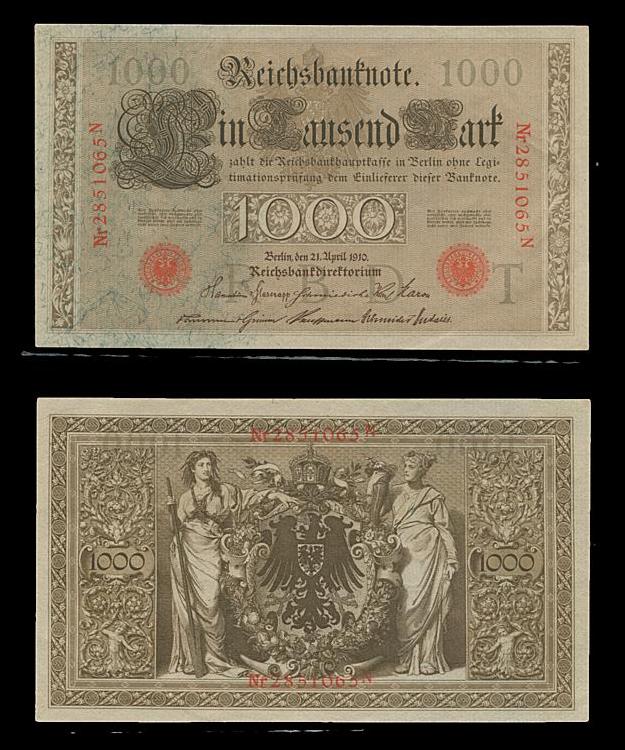 1000 Reichsbanknote. 1000
Ein Tausend Mark
zahlt die Reichsbankhauptkasse in Berlin ohne Legi-
timationsprüfung dem Einlieferer dieser Banknote.
Nr 2851065 N
Nr 2851065 N
1000
Berlin, den 21. April 1910.
Reichsbankdirektorium
T
Nr 2851065 N
1000
1000
Nr 2851065 N